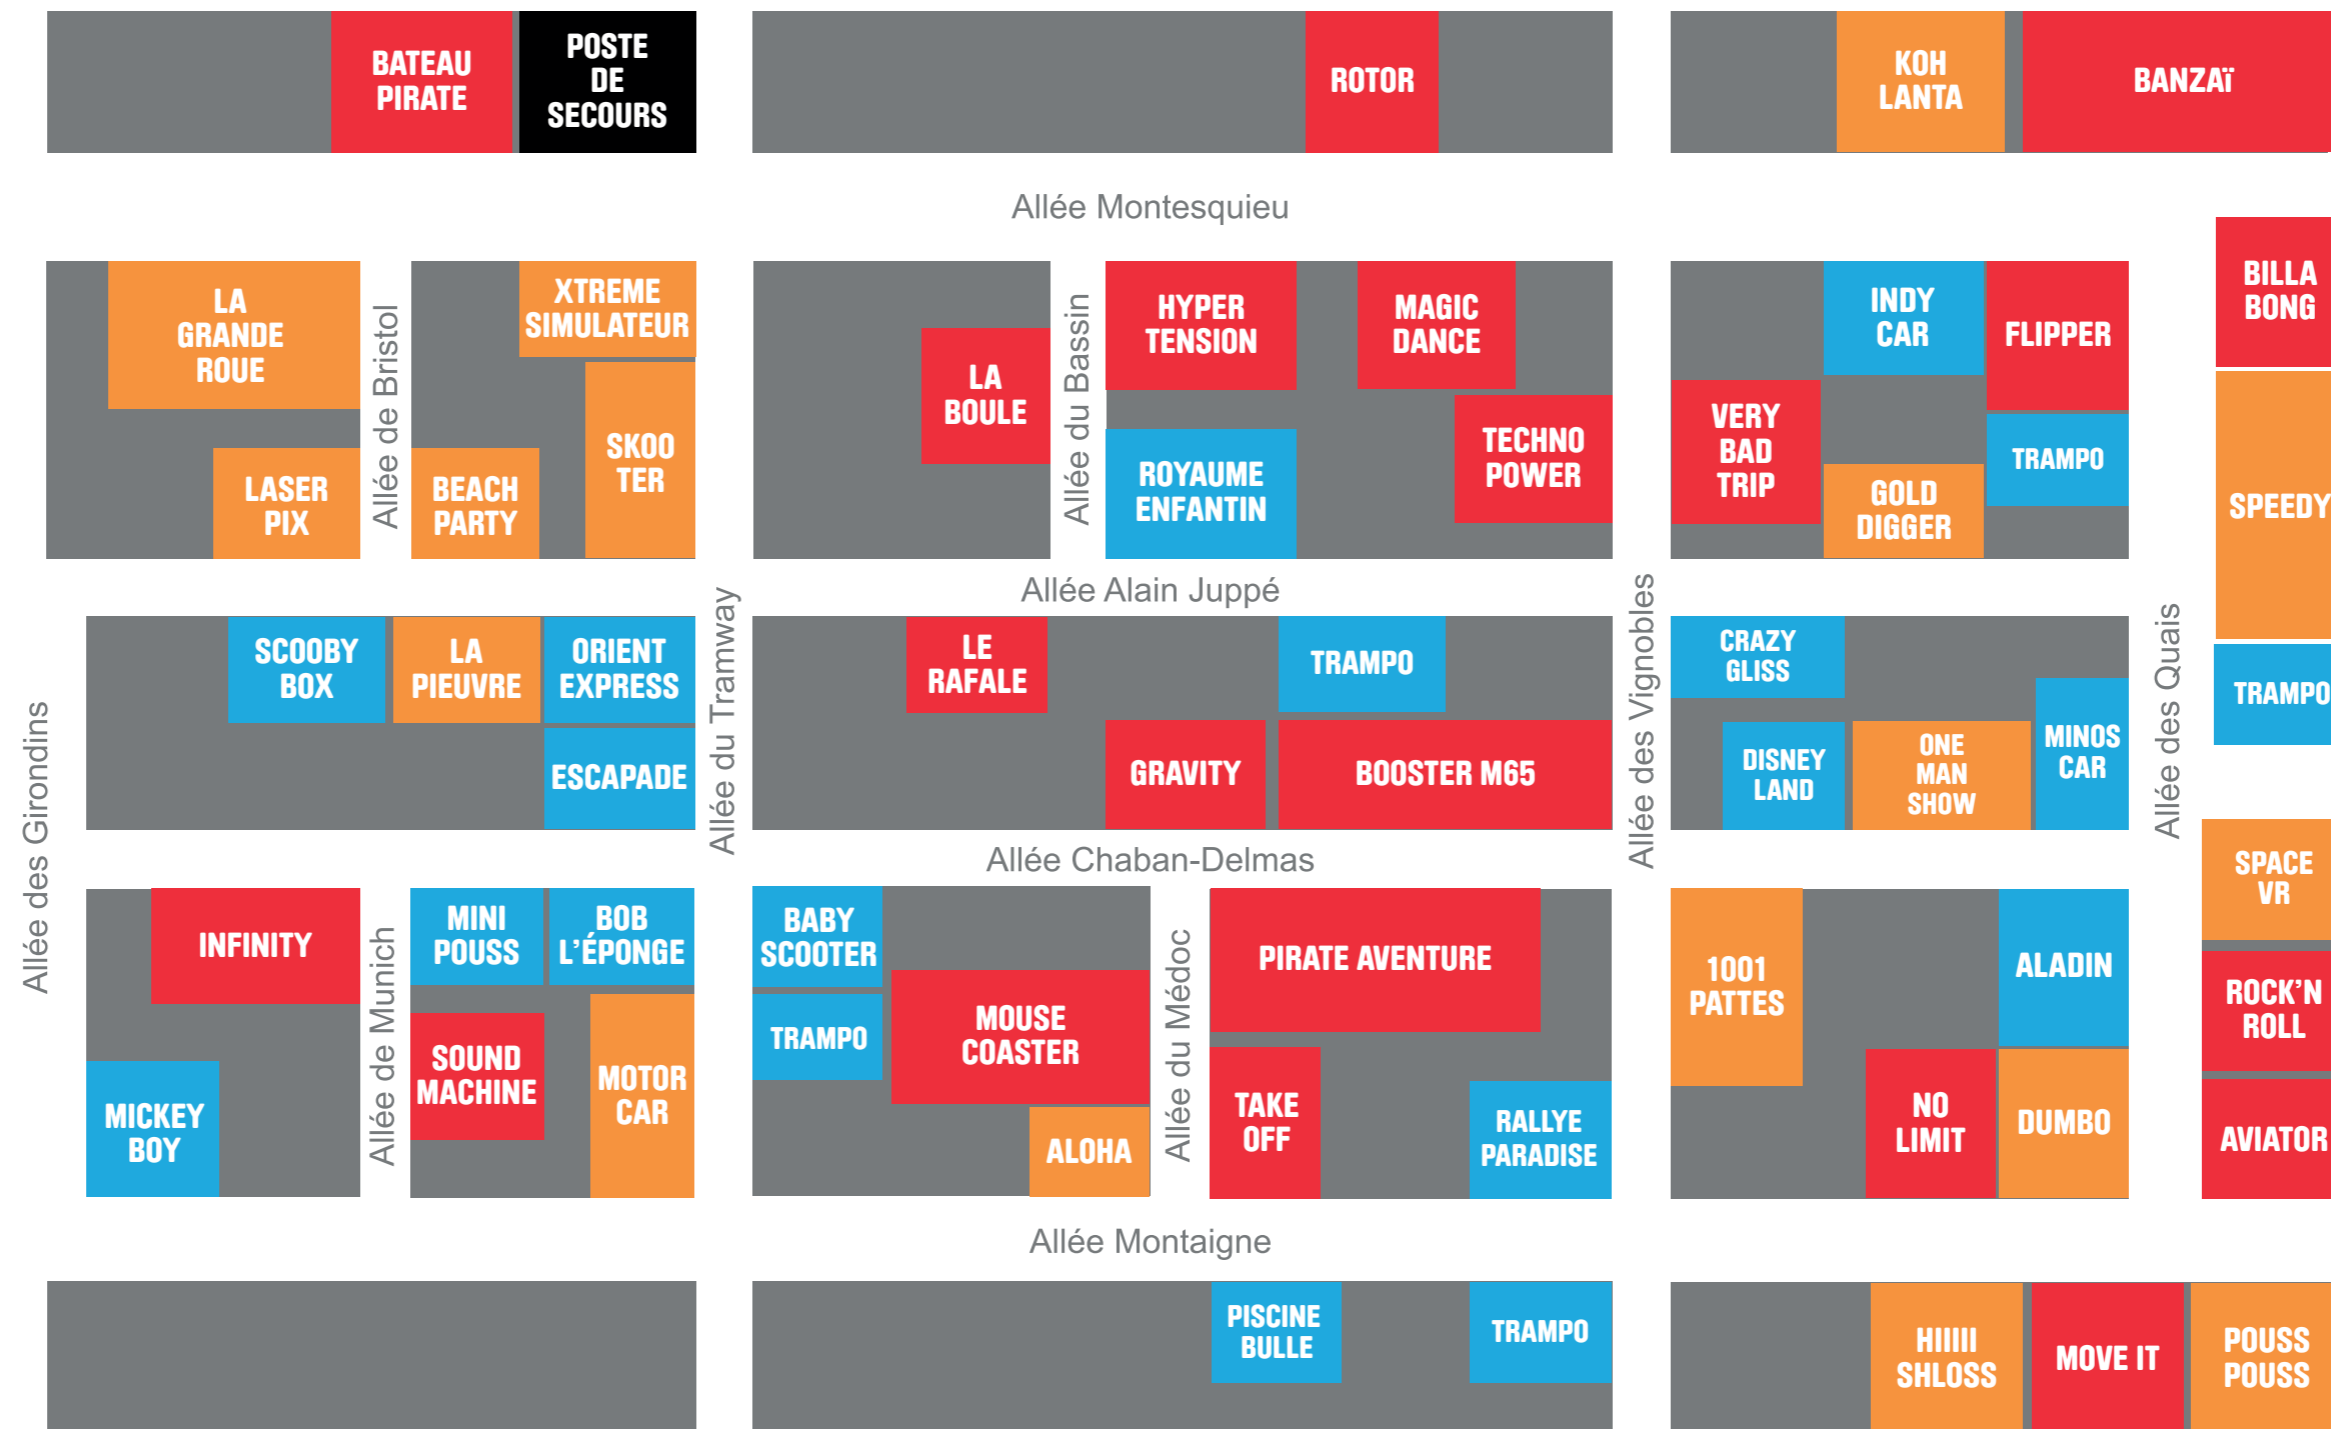 BATEAU
PIRATE
POSTE
DE
SECOURS
ROTOR
KOH
LANTA
BANZAï
Allée Montesquieu
LA
GRANDE
ROUE
LASER
PIX
Allée de Bristol
XTREME
SIMULATEUR
SKOO
TER
BEACH
PARTY
LA
BOULE
Allée du Bassin
HYPER
TENSION
MAGIC
DANCE
TECHNO
POWER
ROYAUME
ENFANTIN
INDY
CAR
FLIPPER
VERY
BAD
TRIP
GOLD
DIGGER
TRAMPO
BILLA
BONG
SPEEDY
TRAMPO
Allée Alain Juppé
Allée des Girondins
SCOOBY
BOX
LA
PIEUVRE
ORIENT
EXPRESS
ESCAPADE
Allée du Tramway
LE
RAFALE
TRAMPO
GRAVITY
BOOSTER M65
Allée des Vignobles
CRAZY
GLISS
DISNEY
LAND
ONE
MAN
SHOW
MINOS
CAR
Allée des Quais
Allée Chaban-Delmas
INFINITY
MICKEY
BOY
Allée de Munich
MINI
POUSS
BOB
L'ÉPONGE
SOUND
MACHINE
MOTOR
CAR
BABY
SCOOTER
TRAMPO
MOUSE
COASTER
ALOHA
Allée du Médoc
PIRATE AVENTURE
TAKE
OFF
RALLYE
PARADISE
1001
PATTES
ALADIN
NO
LIMIT
DUMBO
SPACE
VR
ROCK'N
ROLL
AVIATOR
Allée Montaigne
PISCINE
BULLE
TRAMPO
HIIIII
SHLOSS
MOVE IT
POUSS
POUSS